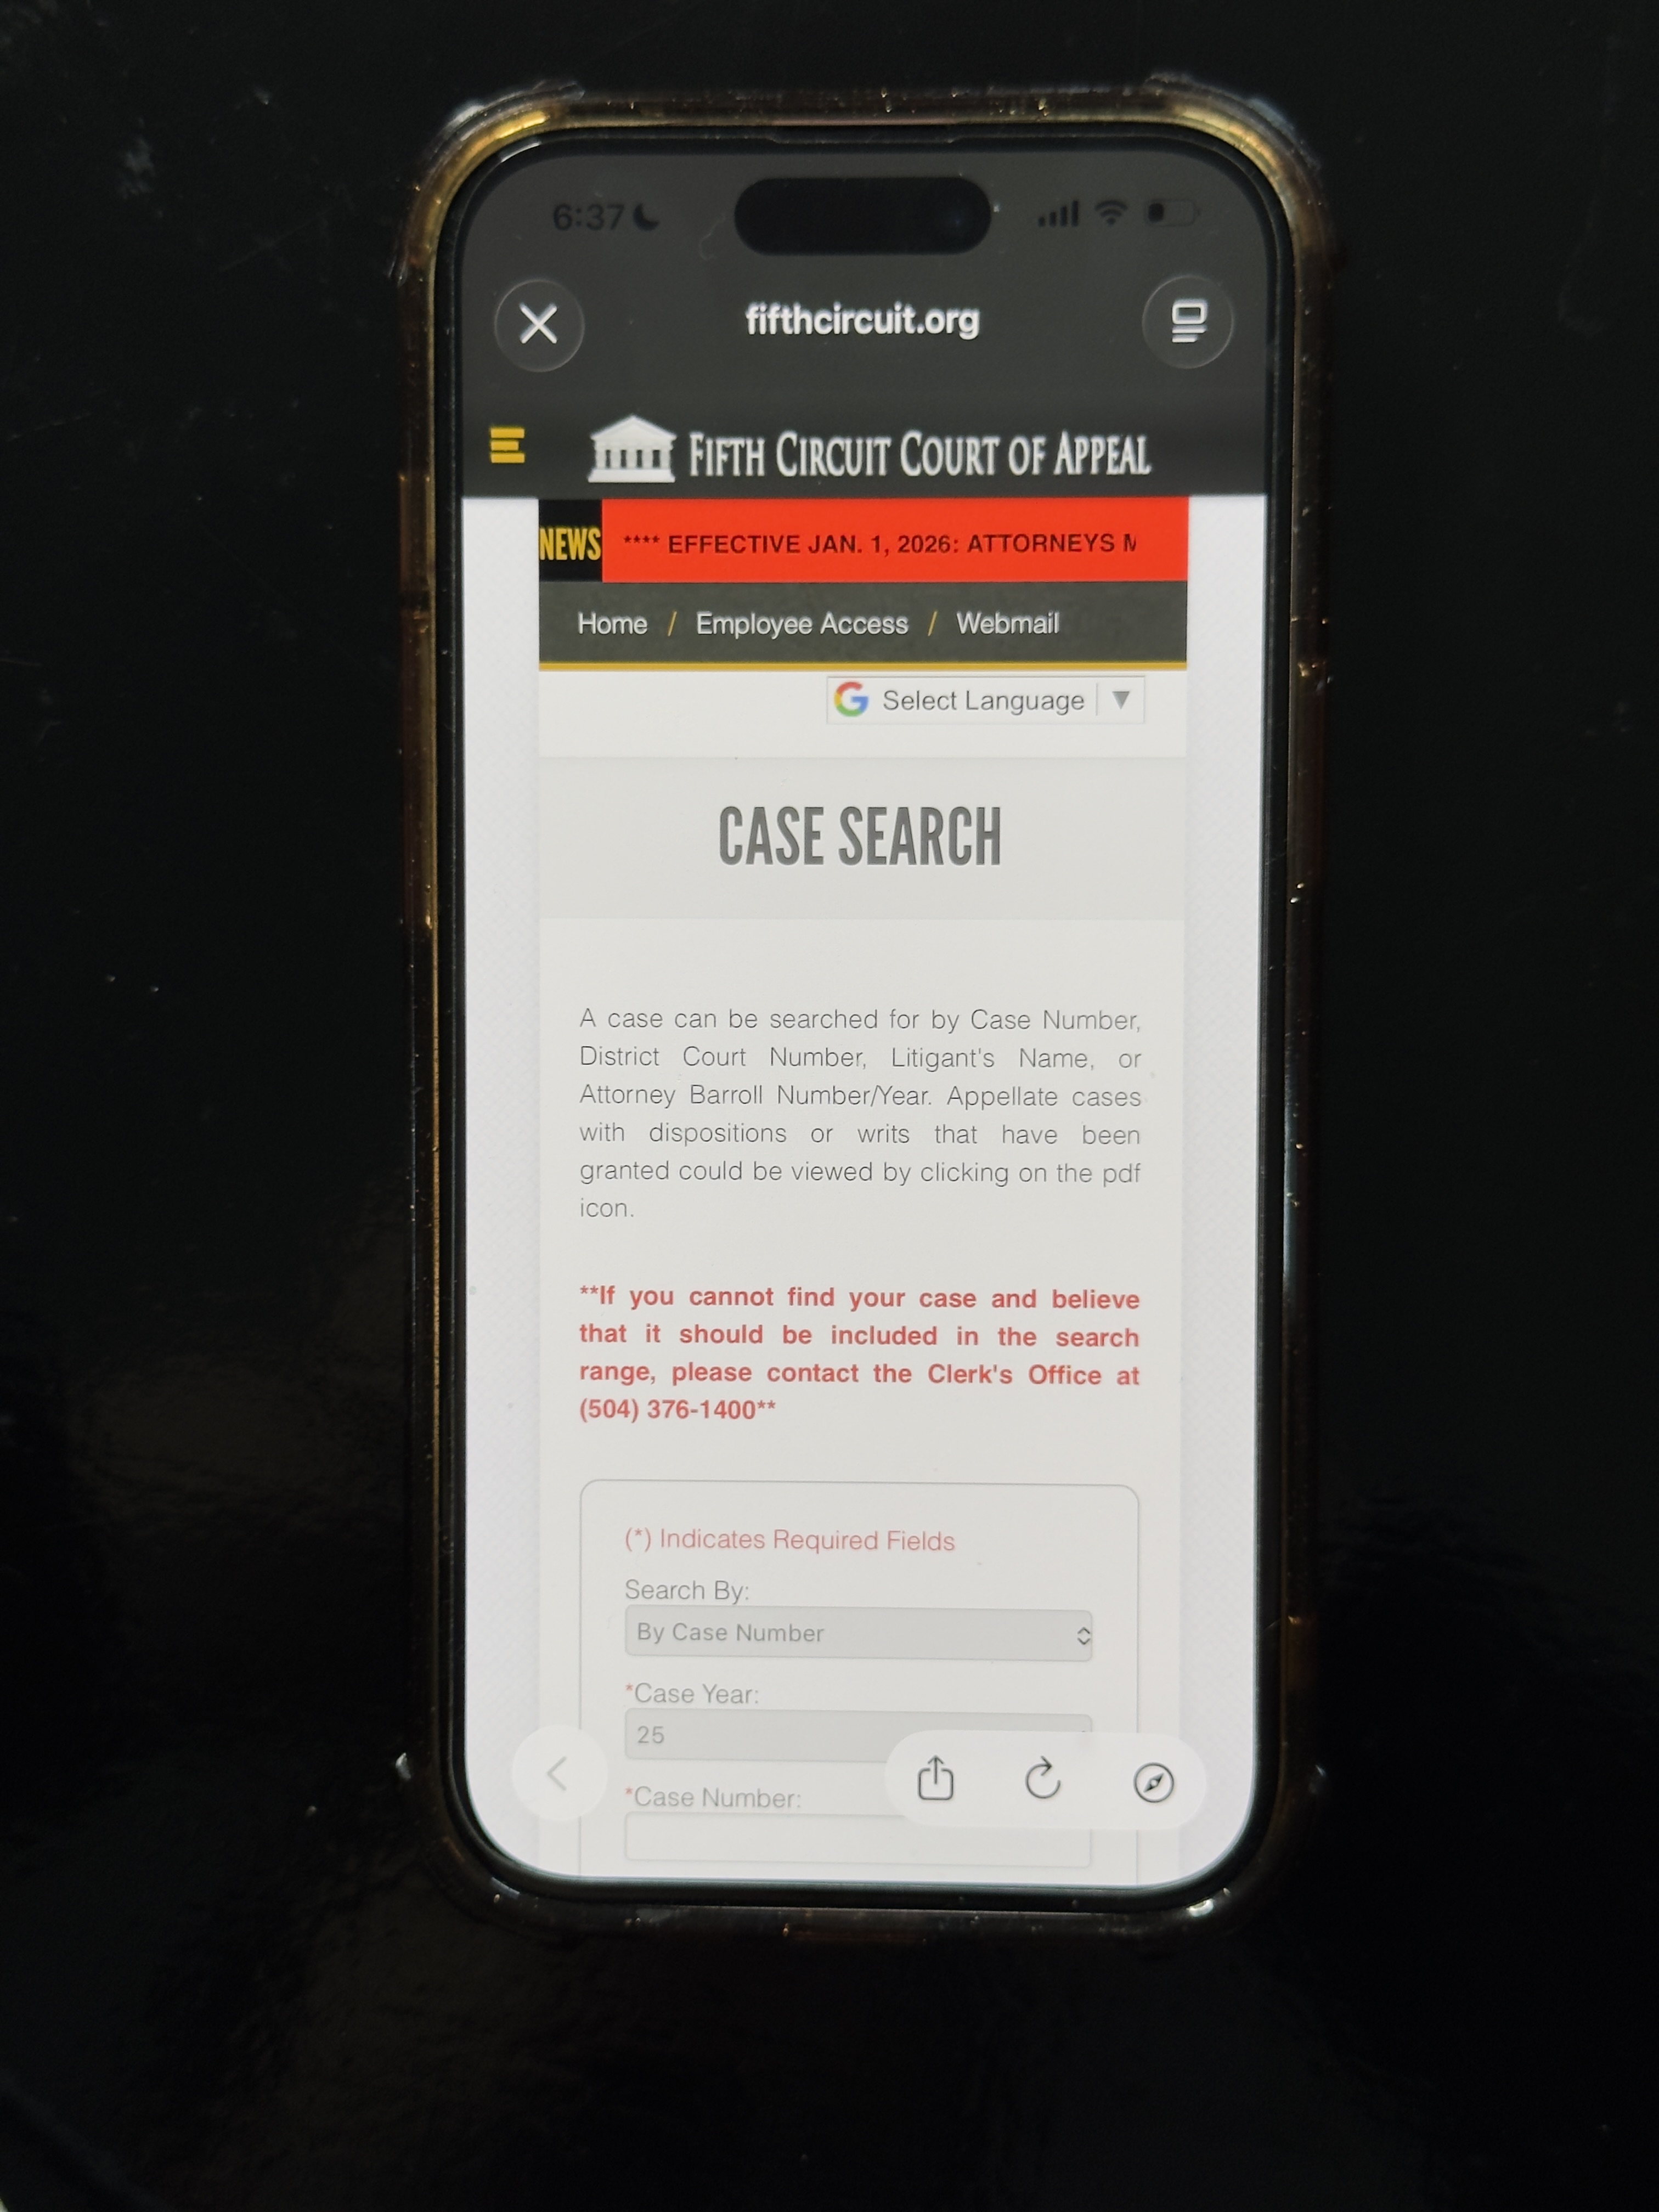 6:37
fifthcircuit.org
FIFTH CIRCUIT COURT OF APPEAL
NEWS **** EFFECTIVE JAN. 1, 2026: ATTORNEYS M
Home / Employee Access / Webmail
G Select Language ▼
CASE SEARCH
A case can be searched for by Case Number,
District Court Number, Litigant's Name, or
Attorney Barroll Number/Year. Appellate cases
with dispositions or writs that have been
granted could be viewed by clicking on the pdf
icon.
**If you cannot find your case and believe
that it should be included in the search
range, please contact the Clerk's Office at
(504) 376-1400**
(*) Indicates Required Fields
Search By:
By Case Number
*Case Year:
25
*Case Number: